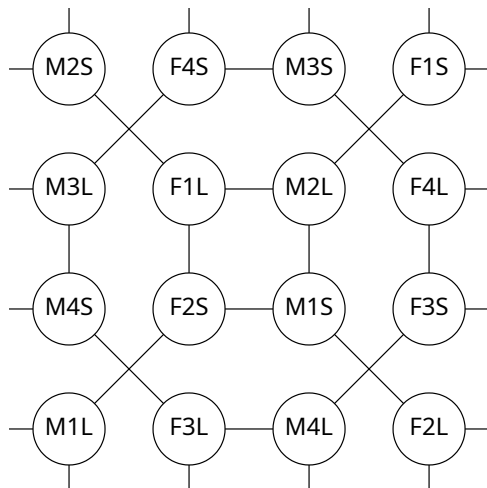 M2S F4S M3S F1S
M3L F1L M2L F4L
M4S F2S M1S F3S
M1L F3L M4L F2L